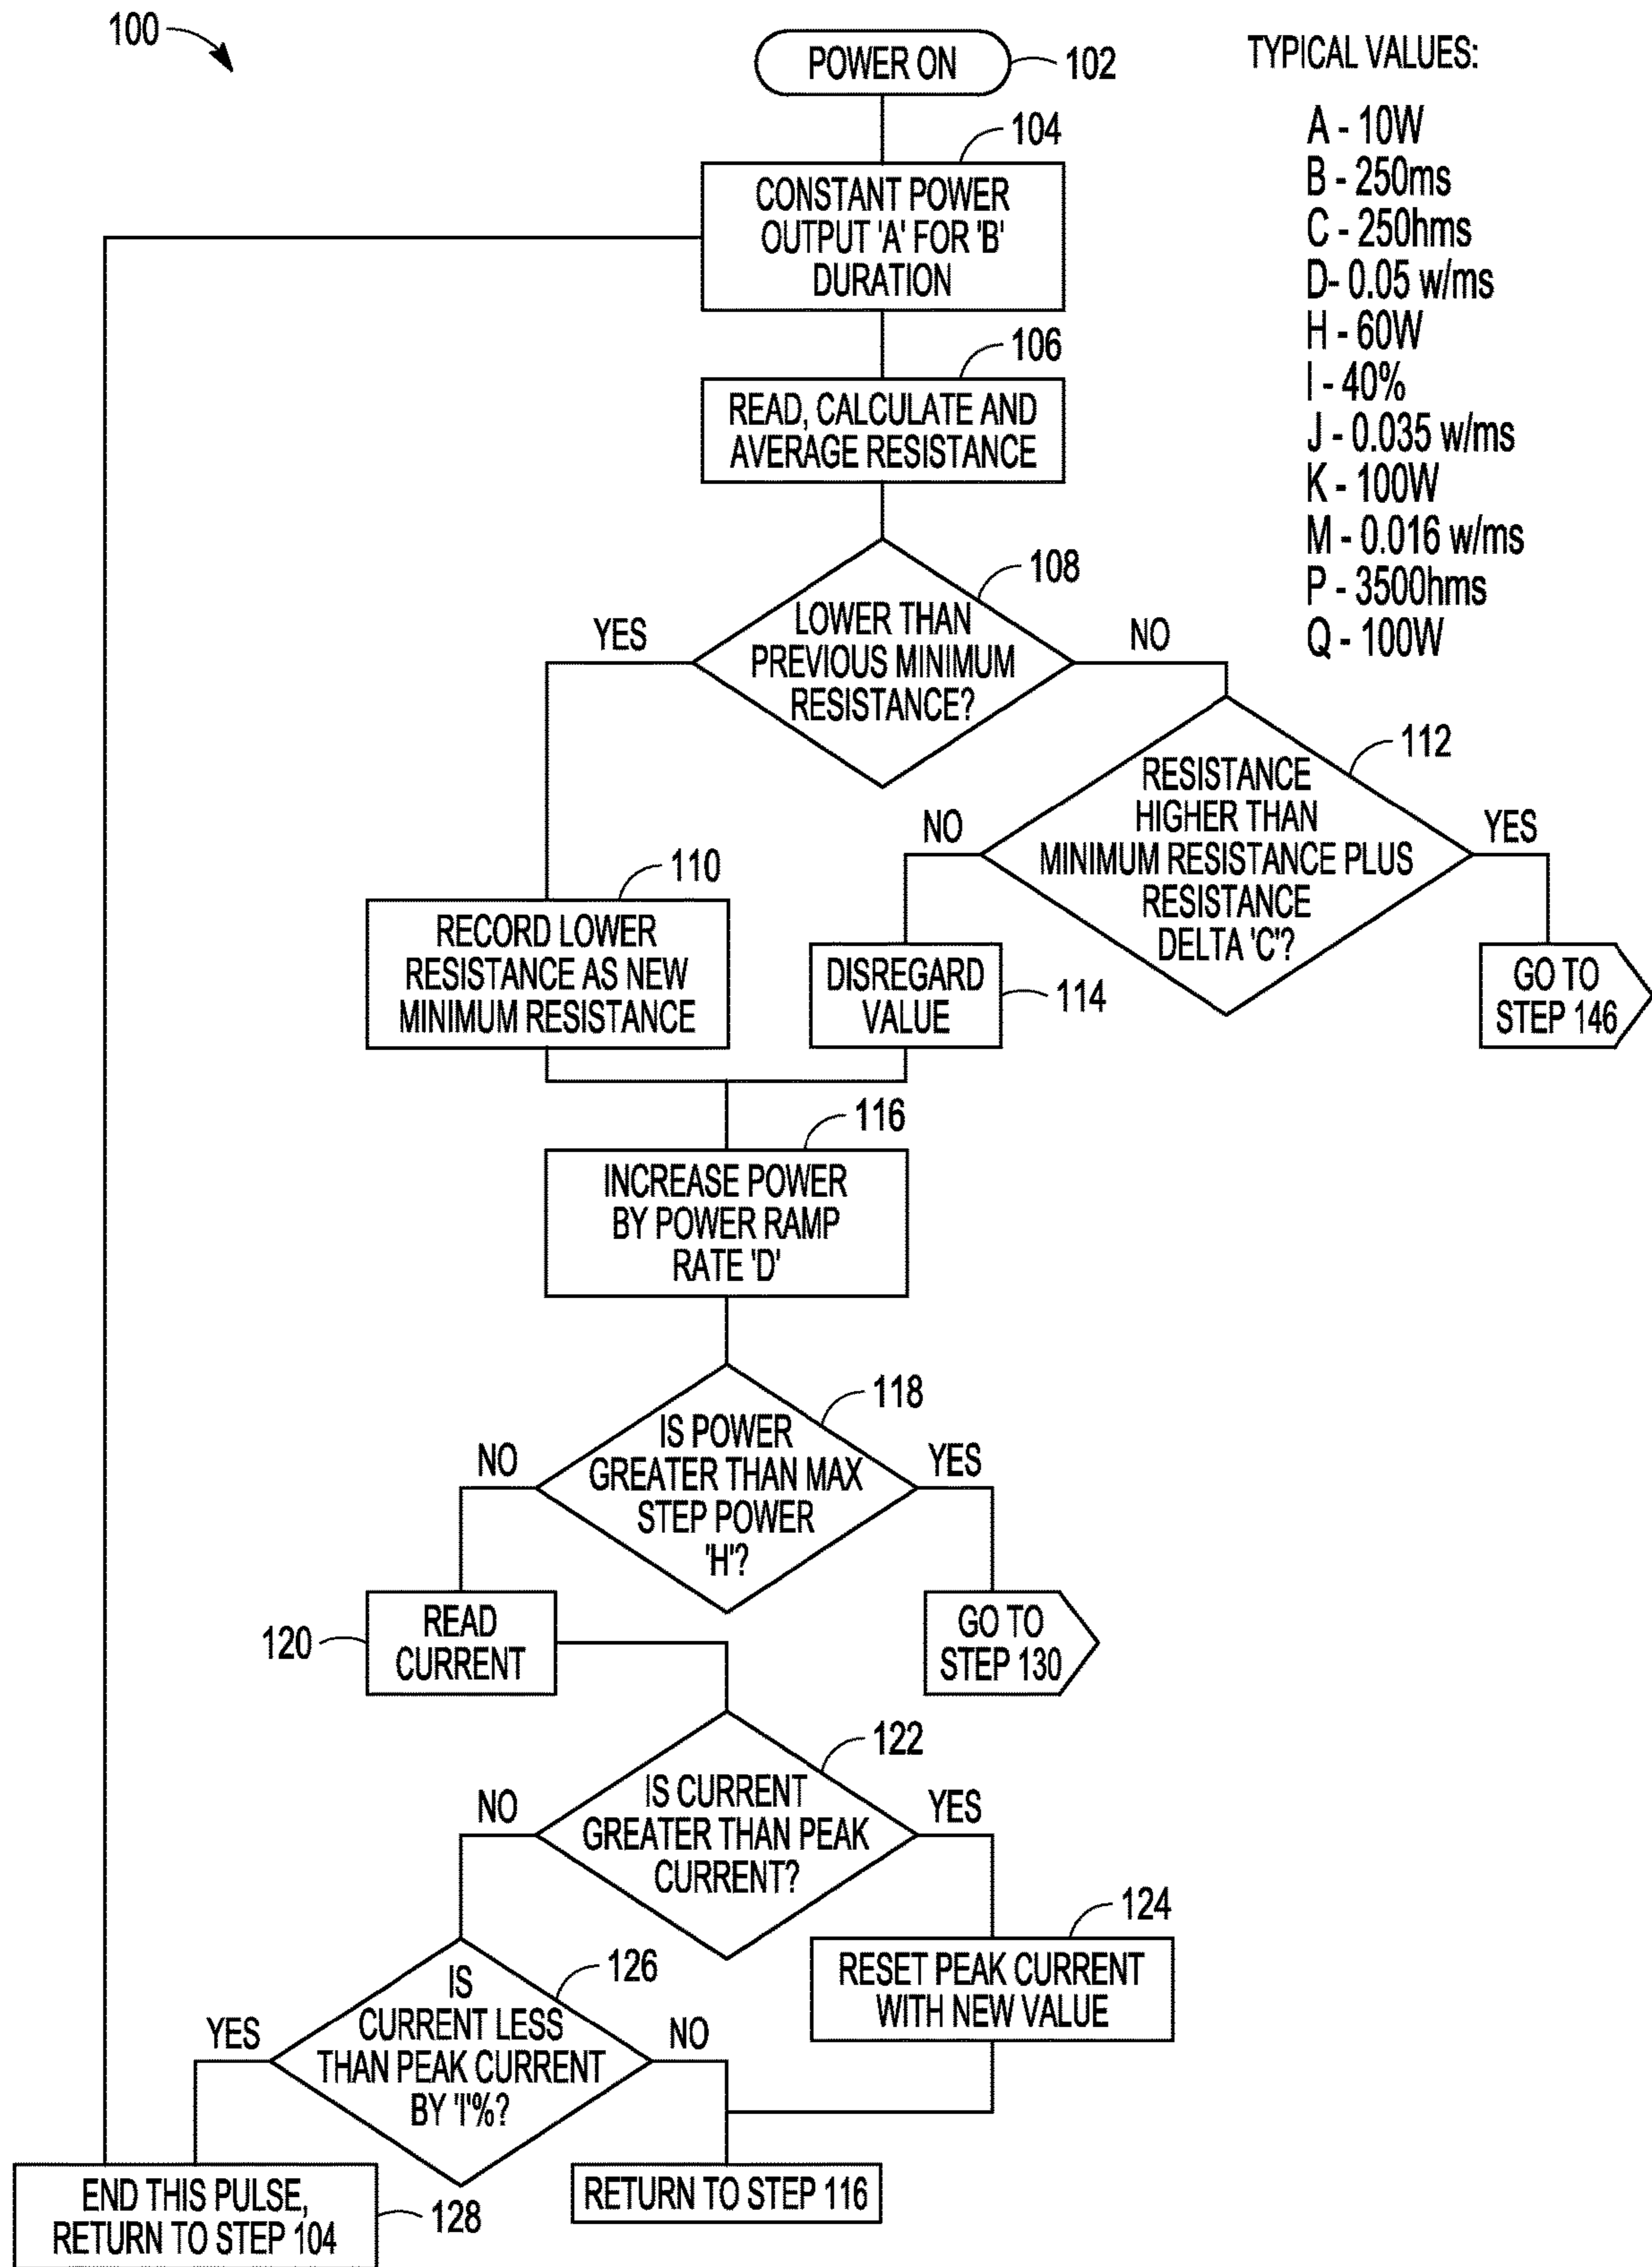 100
POWER ON
102
TYPICAL VALUES:
A - 10W
B - 250ms
C - 250hms
D- 0.05 w/ms
H - 60W
I - 40%
J - 0.035 w/ms
K - 100W
M - 0.016 w/ms
P - 3500hms
Q - 100W
104
CONSTANT POWER
OUTPUT 'A' FOR 'B'
DURATION
106
READ, CALCULATE AND
AVERAGE RESISTANCE
108
LOWER THAN
PREVIOUS MINIMUM
RESISTANCE?
YES
NO
112
RESISTANCE
HIGHER THAN
MINIMUM RESISTANCE PLUS
RESISTANCE
DELTA 'C'?
NO
YES
110
RECORD LOWER
RESISTANCE AS NEW
MINIMUM RESISTANCE
DISREGARD
VALUE
114
GO TO
STEP 146
116
INCREASE POWER
BY POWER RAMP
RATE 'D'
118
IS POWER
GREATER THAN MAX
STEP POWER
'H'?
NO
YES
120
READ
CURRENT
GO TO
STEP 130
122
IS CURRENT
GREATER THAN PEAK
CURRENT?
NO
YES
124
RESET PEAK CURRENT
WITH NEW VALUE
126
IS
CURRENT LESS
THAN PEAK CURRENT
BY 'I'%?
YES
NO
END THIS PULSE,
RETURN TO STEP 104
128
RETURN TO STEP 116